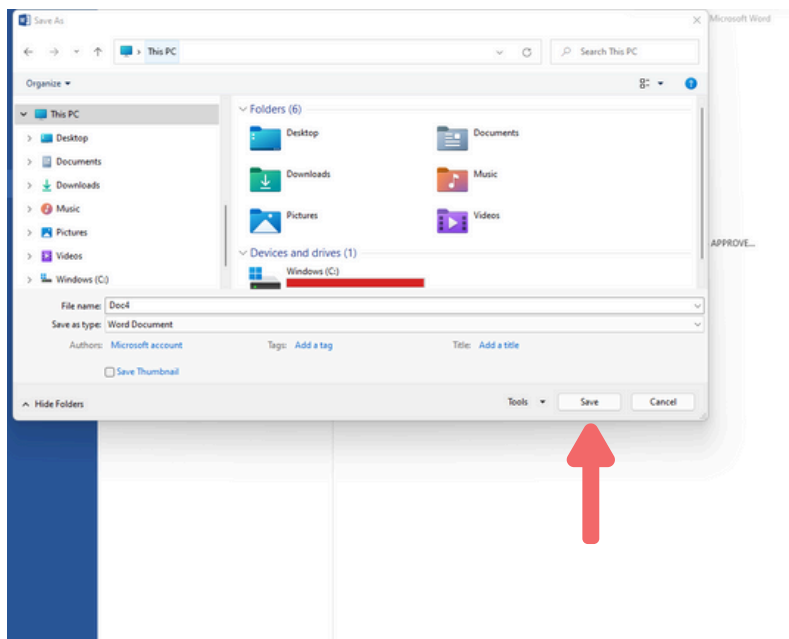 Save As
Microsoft Word
This PC
Search This PC
Organize
This PC
Desktop
Documents
Downloads
Music
Pictures
Videos
Windows (C:)
Folders (6)
Desktop
Documents
Downloads
Music
Pictures
Videos
Devices and drives (1)
Windows (C:)
APPROVE...
File name: Doc4
Save as type: Word Document
Authors: Microsoft account Tags: Add a tag Title: Add a title
Save Thumbnail
Hide Folders Tools Save Cancel